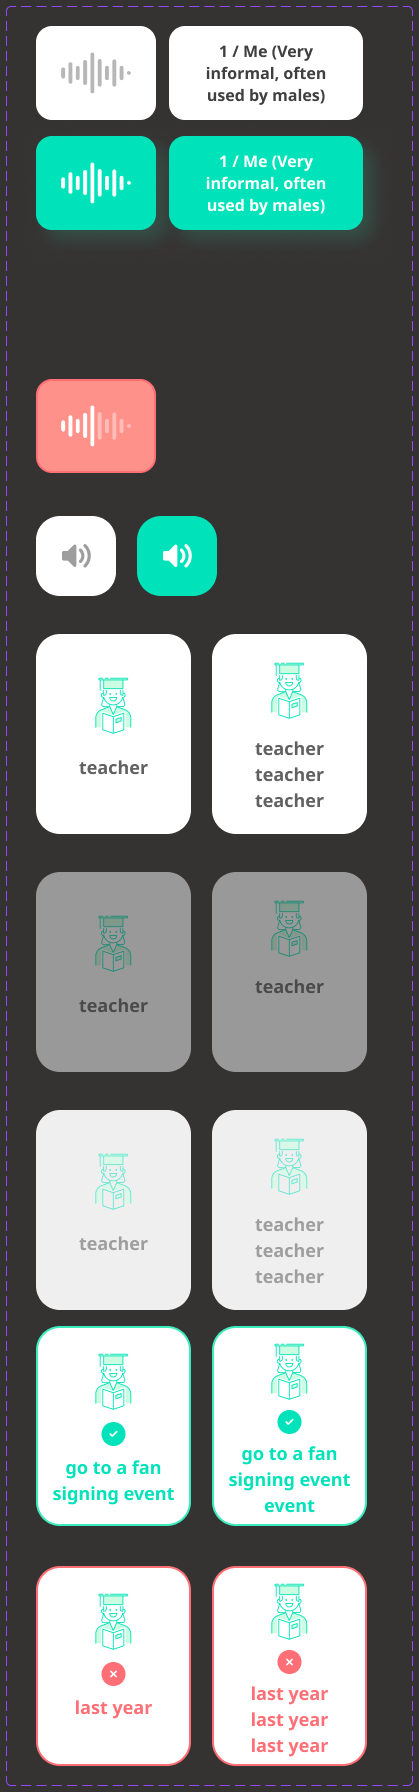 1 / Me (Very
informal, often
used by males)
1 / Me (Very
informal, often
used by males)
teacher
teacher
teacher
teacher
teacher
teacher
teacher
teacher
teacher
teacher
go to a fan
signing event
go to a fan
signing event
event
last year
last year
last year
last year